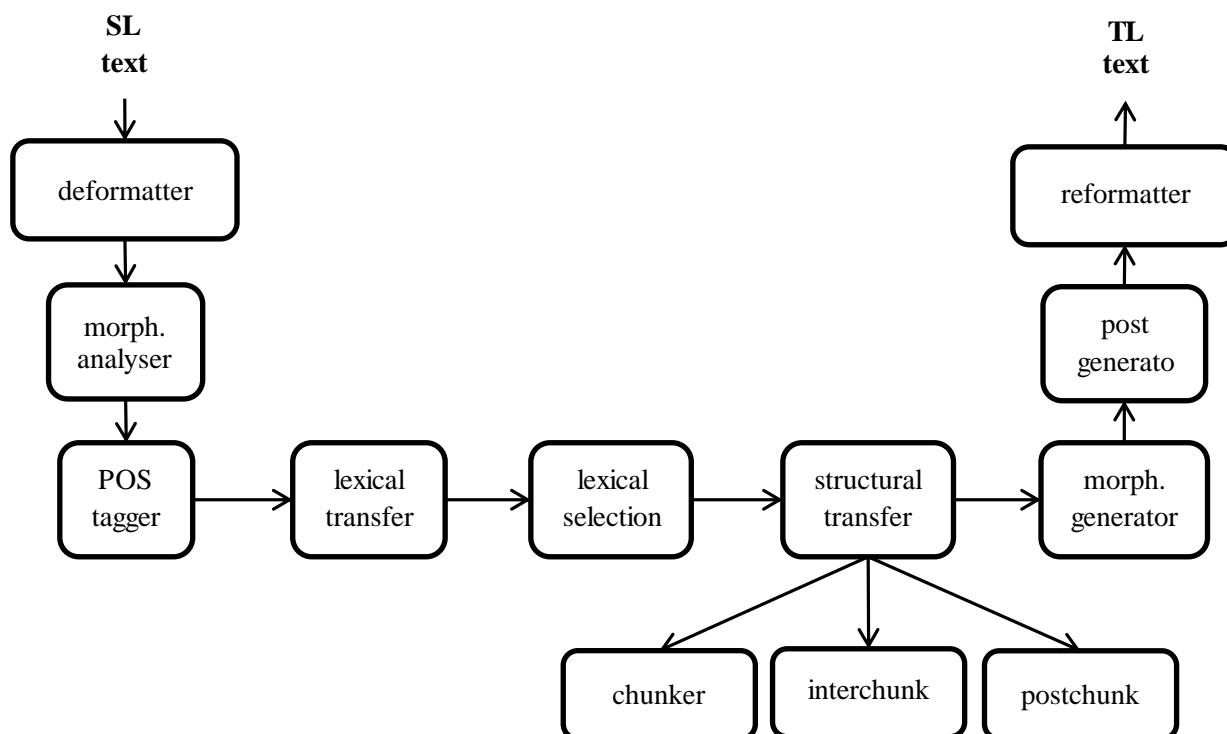 SL
text
TL
text
deformatter
reformatter
morph.
analyser
post
generato
POS
tagger
lexical
transfer
lexical
selection
structural
transfer
morph.
generator
chunker
interchunk
postchunk